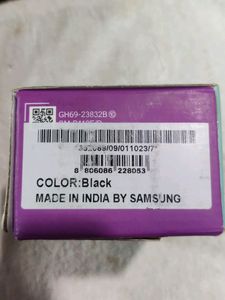 GH69-23832B
8 806086 228053
COLOR:Black
MADE IN INDIA BY SAMSUNG